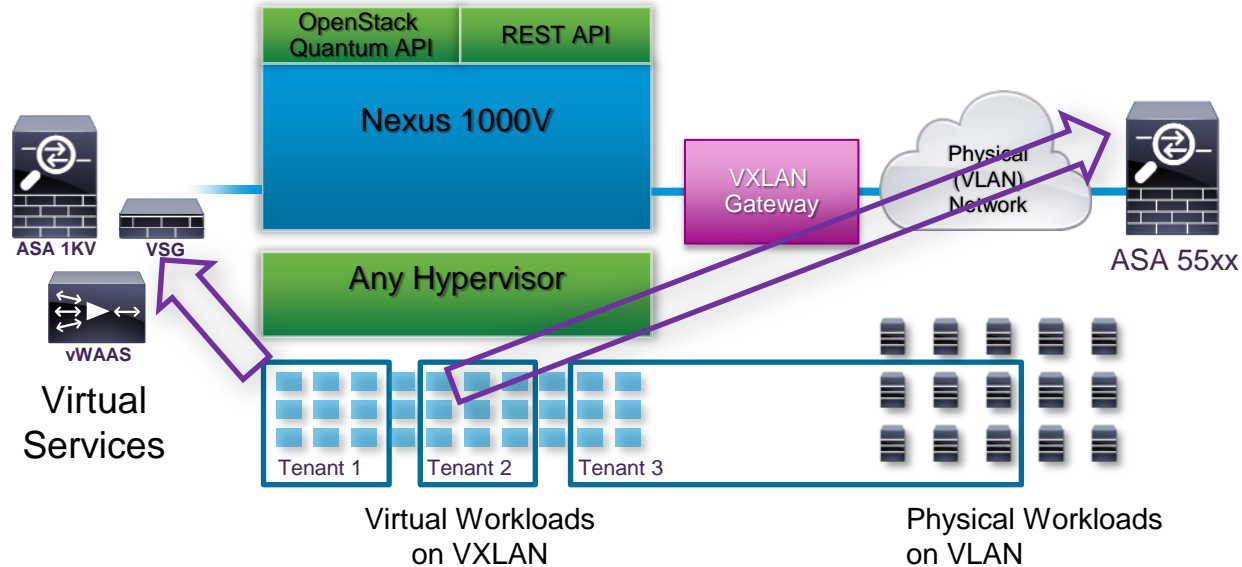 OpenStack
Quantum API
REST API
Nexus 1000V
VXLAN
Gateway
Physical
(VLAN)
Network
ASA 1KV
VSG
ASA 55xx
Any Hypervisor
vWAAS
Virtual
Services
Tenant 1
Tenant 2
Tenant 3
Virtual Workloads
on VXLAN
Physical Workloads
on VLAN